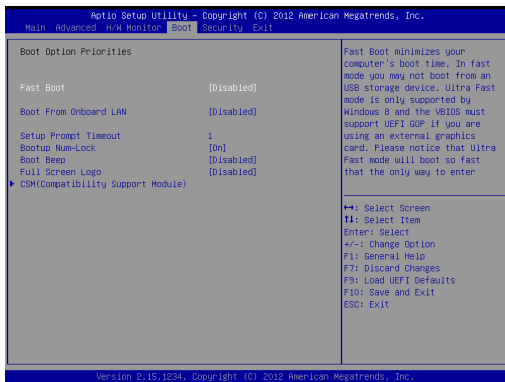 Aptio Setup Utility – Copyright (C) 2012 American Megatrends, Inc.
Main Advanced H/W Monitor Boot Security Exit
Boot Option Priorities
Fast Boot [Disabled]
Boot From Onboard LAN [Disabled]
Setup Prompt Timeout 1
Bootup Num-Lock [On]
Boot Beep [Disabled]
Full Screen Logo [Disabled]
CSM(Compatibility Support Module)
Fast Boot minimizes your
computer's boot time. In fast
mode you may not boot from an
USB storage device. Ultra Fast
mode is only supported by
Windows 8 and the VBIOS must
support UEFI GOP if you are
using an external graphics
card. Please notice that Ultra
Fast mode will boot so fast
that the only way to enter
↔: Select Screen
↑↓: Select Item
Enter: Select
+/-: Change Option
F1: General Help
F7: Discard Changes
F9: Load UEFI Defaults
F10: Save and Exit
ESC: Exit
Version 2.15.1234. Copyright (C) 2012 American Megatrends, Inc.